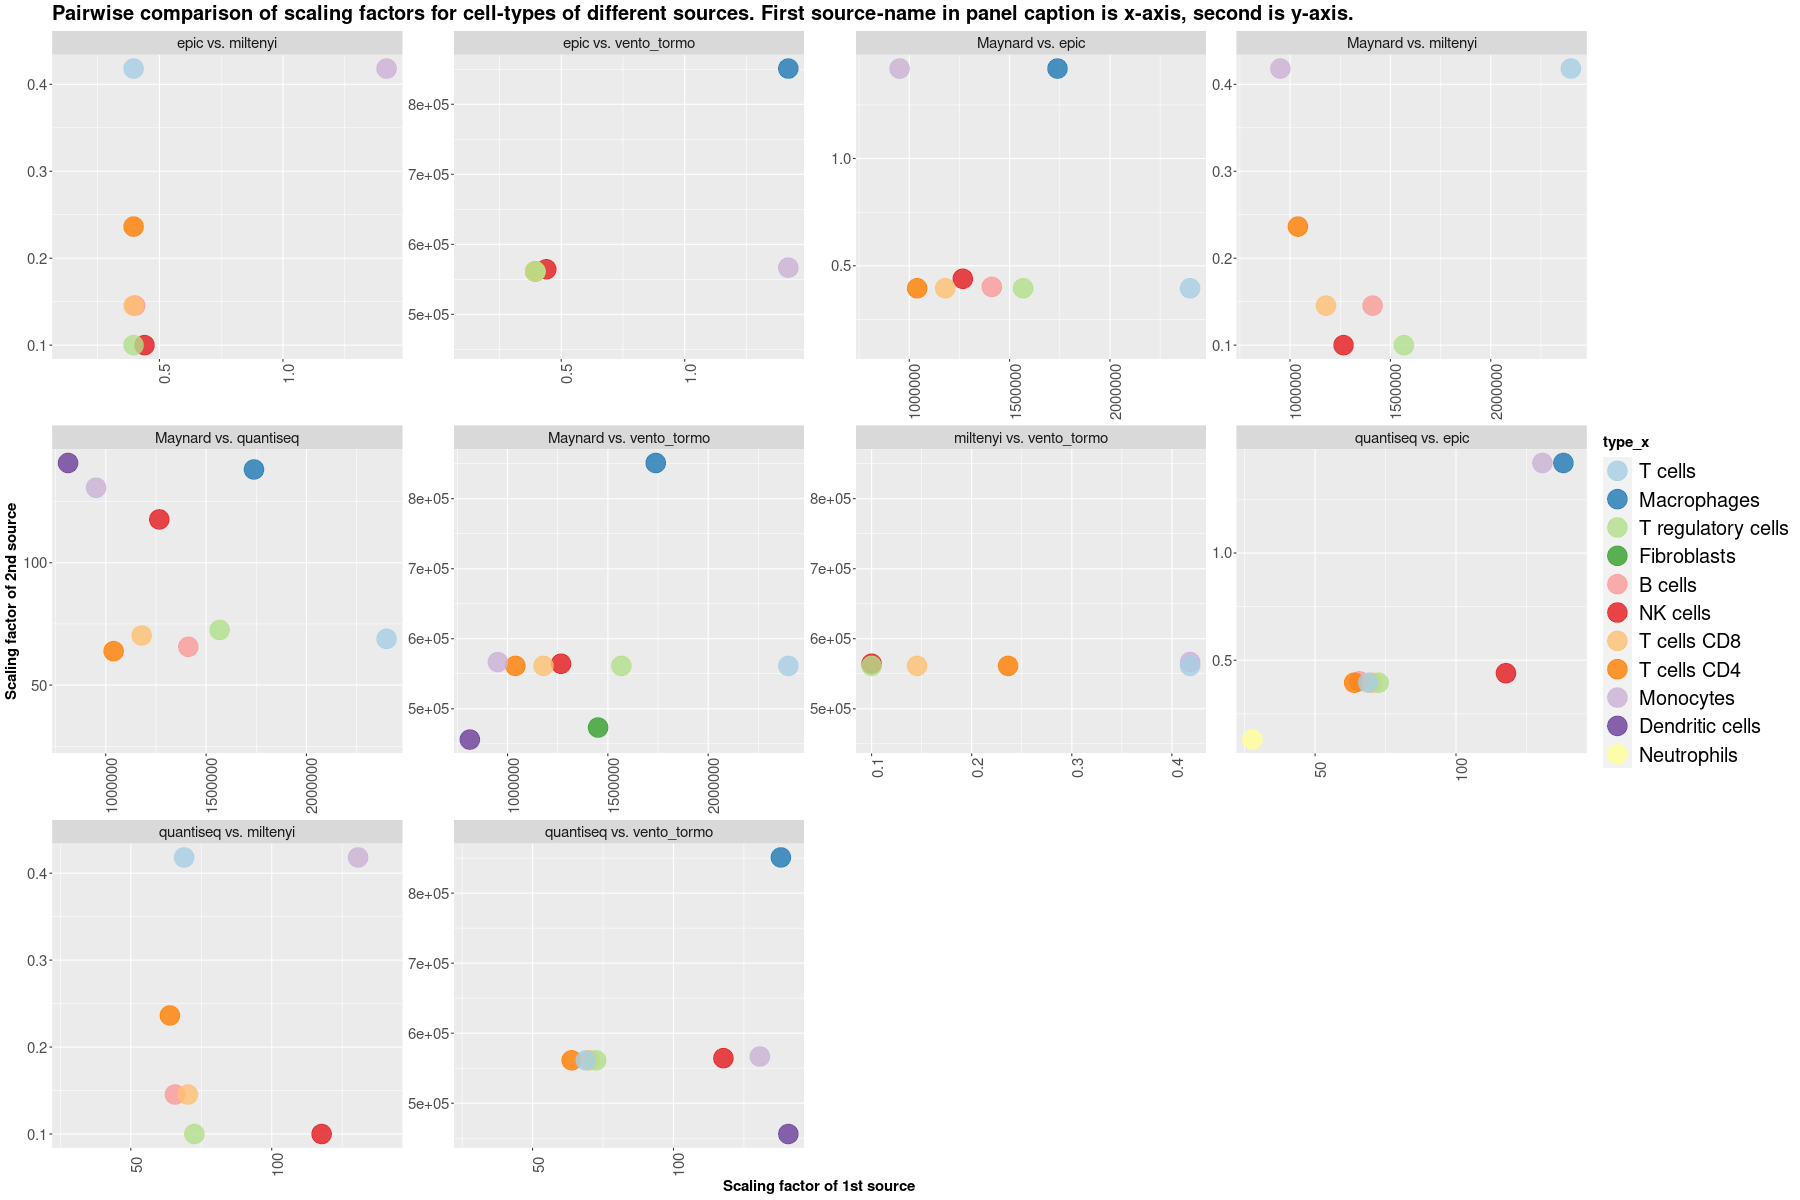 Pairwise comparison of scaling factors for cell-types of different sources. First source-name in panel caption is x-axis, second is y-axis.
epic vs. miltenyi
epic vs. vento_tormo
Maynard vs. epic
Maynard vs. miltenyi
0.4
0.3
0.2
0.1
8e+05
7e+05
6e+05
5e+05
1.0
0.5
0.4
0.3
0.2
0.1
0.5
1.0
0.5
1.0
1000000
1500000
2000000
1000000
1500000
2000000
Maynard vs. quantiseq
Maynard vs. vento_tormo
miltenyi vs. vento_tormo
quantiseq vs. epic
100
50
8e+05
7e+05
6e+05
5e+05
8e+05
7e+05
6e+05
5e+05
1.0
0.5
1000000
1500000
2000000
1000000
1500000
2000000
0.1
0.2
0.3
0.4
50
100
quantiseq vs. miltenyi
quantiseq vs. vento_tormo
0.4
0.3
0.2
0.1
8e+05
7e+05
6e+05
5e+05
50
100
50
100
Scaling factor of 2nd source
Scaling factor of 1st source
type_x
T cells
Macrophages
T regulatory cells
Fibroblasts
B cells
NK cells
T cells CD8
T cells CD4
Monocytes
Dendritic cells
Neutrophils